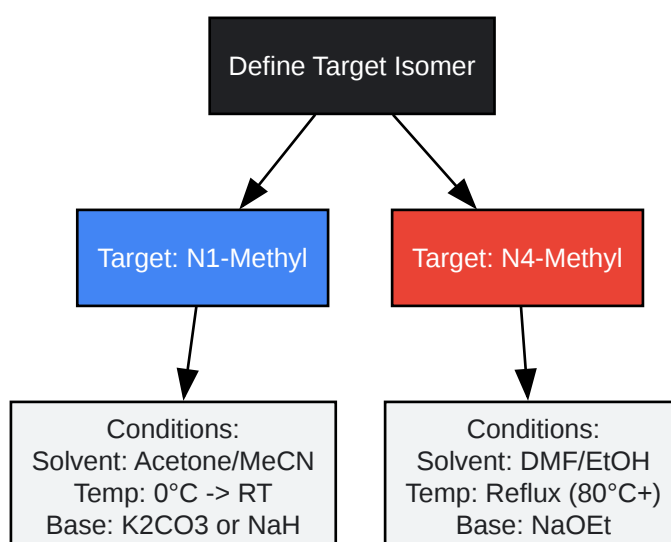 Define Target Isomer
Target: N1-Methyl
Target: N4-Methyl
Conditions:
Solvent: Acetone/MeCN
Temp: 0°C -> RT
Base: K2CO3 or NaH
Conditions:
Solvent: DMF/EtOH
Temp: Reflux (80°C+)
Base: NaOEt